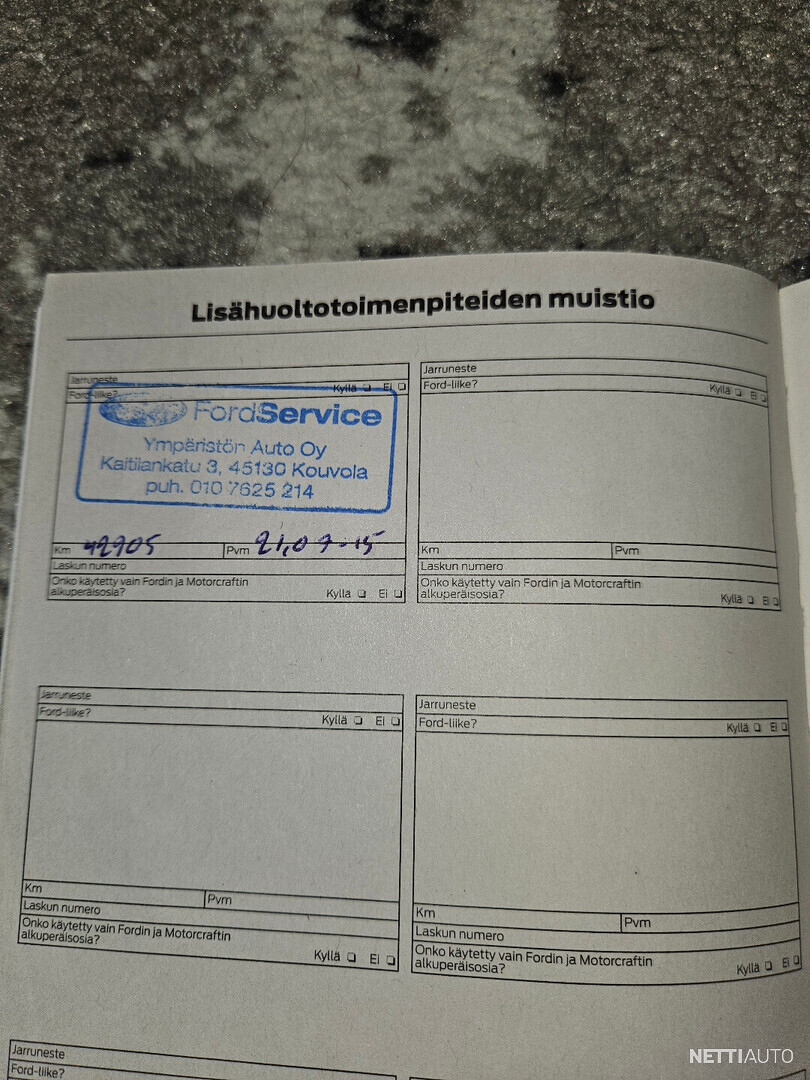 Lisähuoltotoimenpiteiden muistio
Jarruneste
Ford-liike? Kyllä Ei
FordService
Ympäristön Auto Oy
Kaitilankatu 3, 45130 Kouvola
puh. 010 7625 214
Km 42905 Pvm 21,07-15
Laskun numero
Onko käytetty vain Fordin ja Motorcraftin
alkuperäisosia? Kyllä Ei
Jarruneste
Ford-liike? Kyllä Ei
Km Pvm
Laskun numero
Onko käytetty vain Fordin ja Motorcraftin
alkuperäisosia? Kyllä Ei
Jarruneste
Ford-liike? Kyllä Ei
Km Pvm
Laskun numero
Onko käytetty vain Fordin ja Motorcraftin
alkuperäisosia? Kyllä Ei
Jarruneste
Ford-liike? Kyllä Ei
Km Pvm
Laskun numero
Onko käytetty vain Fordin ja Motorcraftin
alkuperäisosia? Kyllä Ei
Jarruneste
Ford-liike?
NETTIAUTO